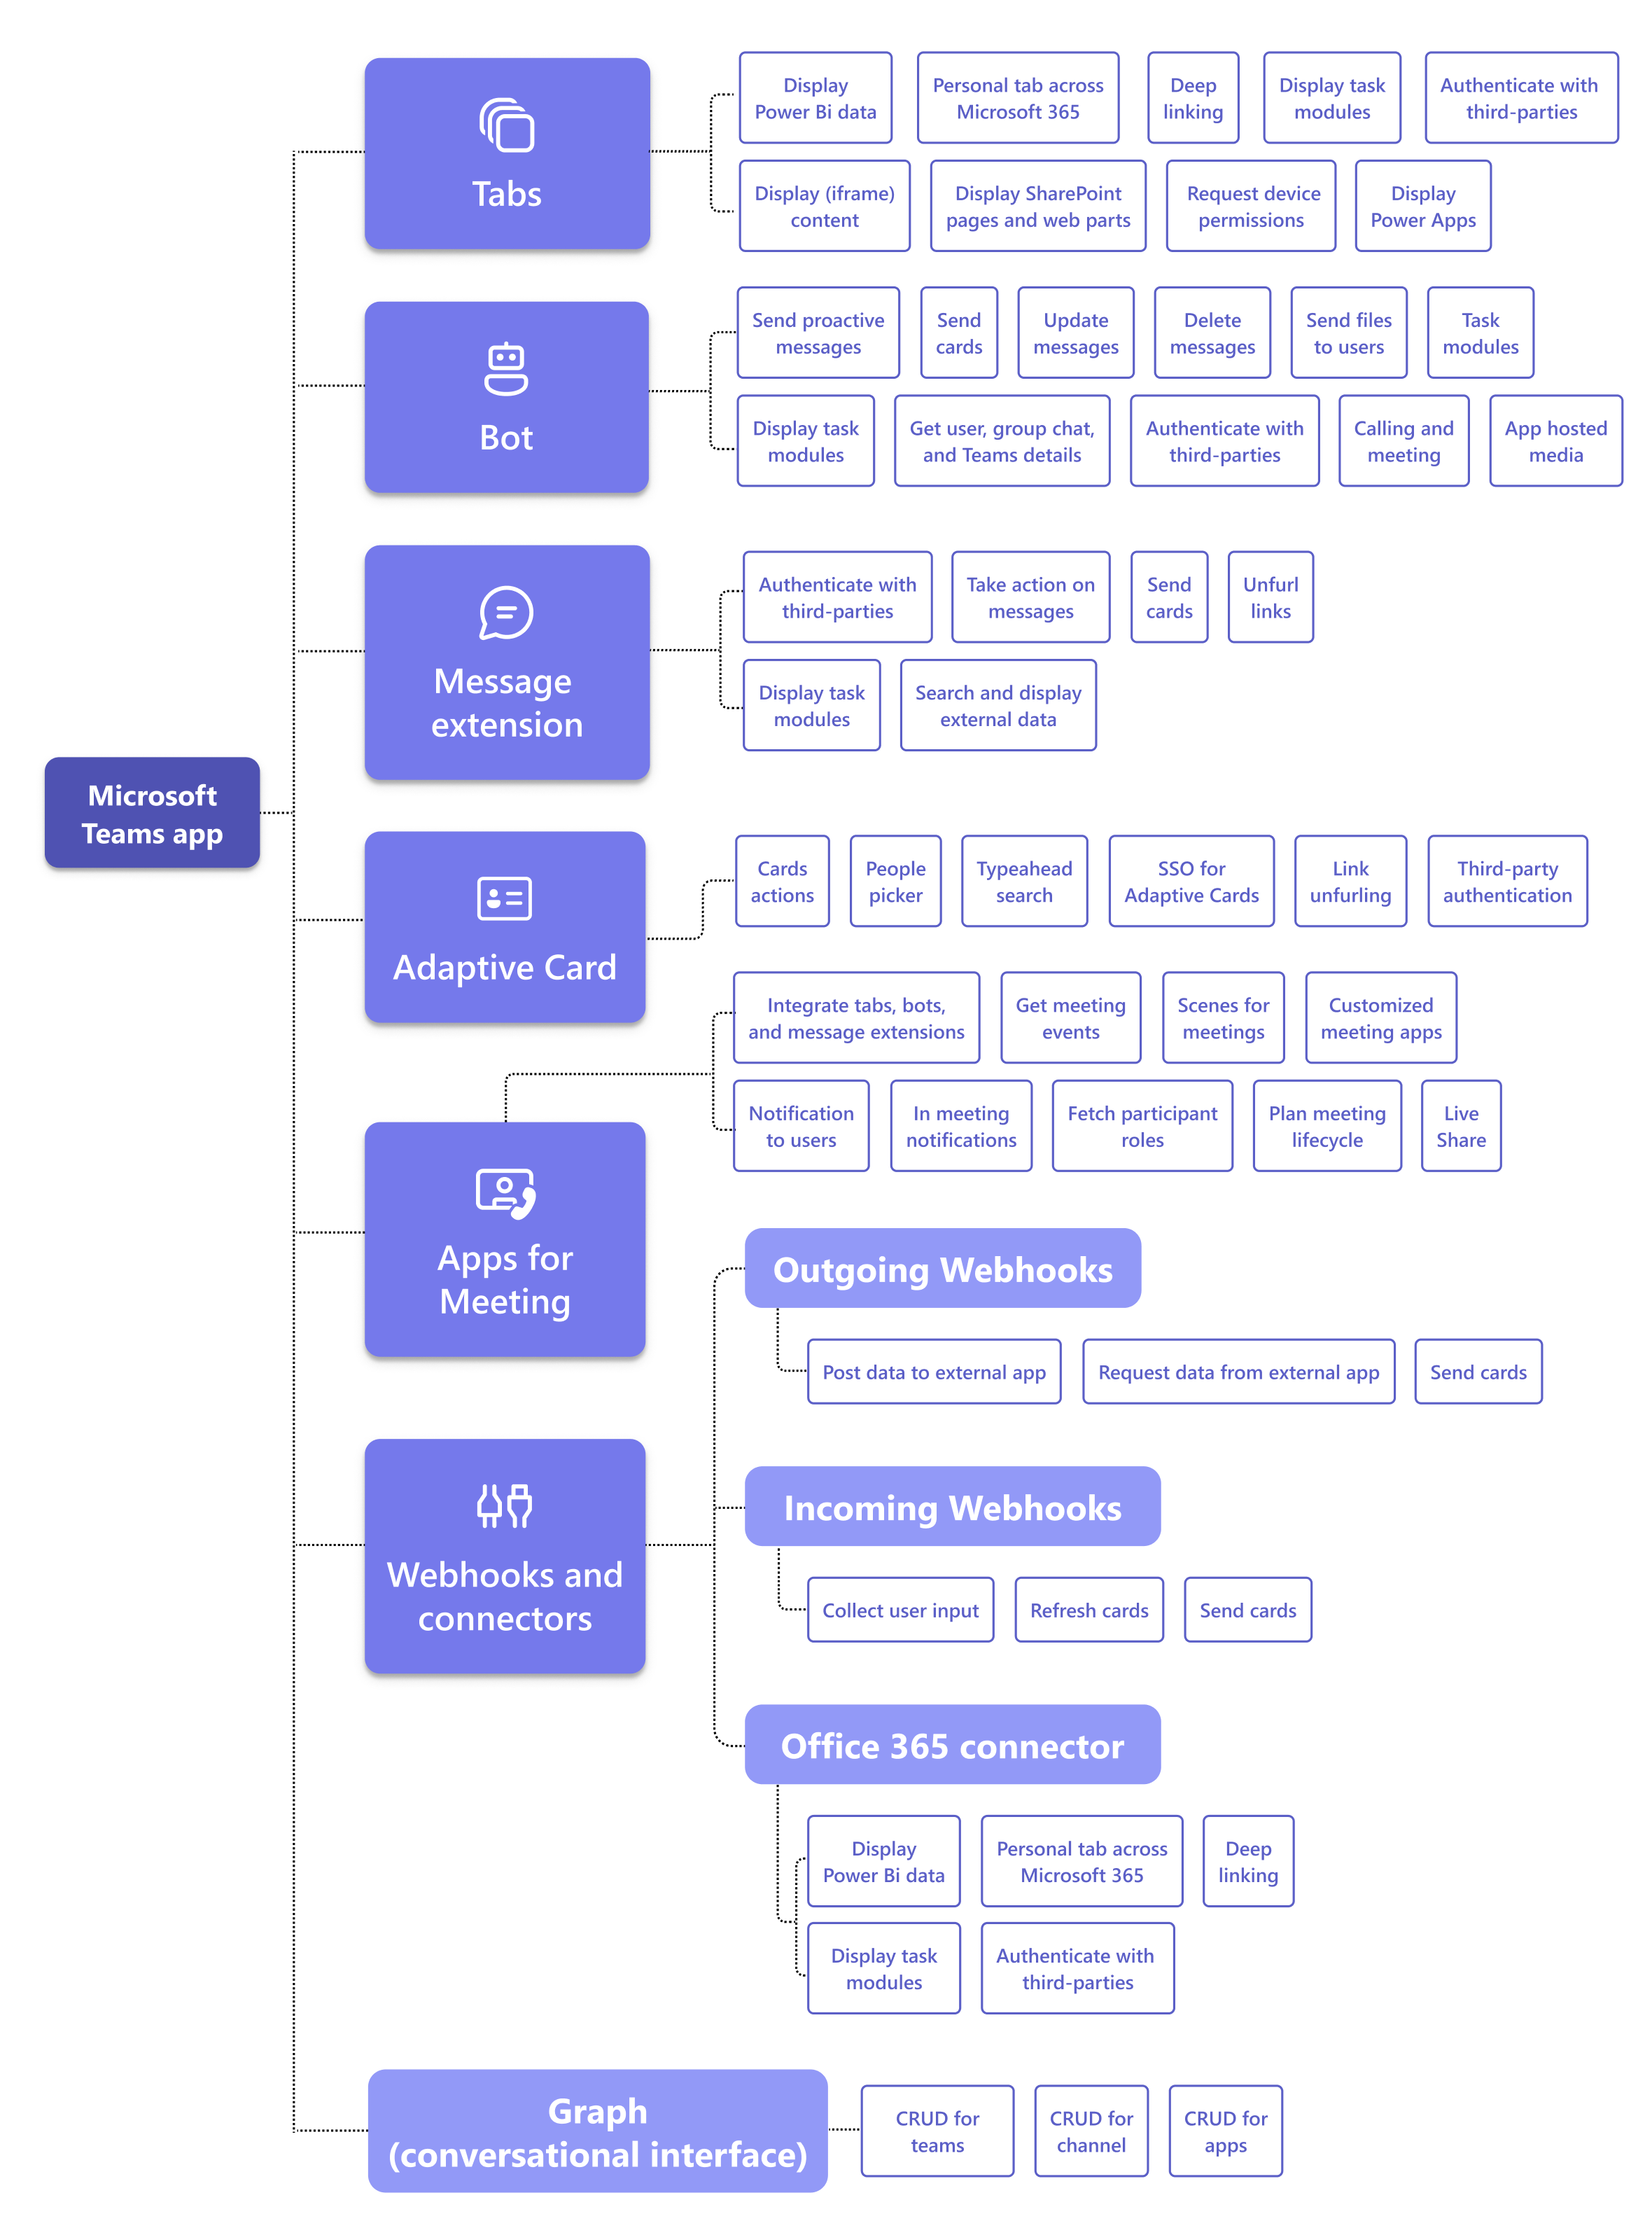 Microsoft
Teams app
Tabs
Display
Power Bi data
Personal tab across
Microsoft 365
Deep
linking
Display task
modules
Authenticate with
third-parties
Display (iframe)
content
Display SharePoint
pages and web parts
Request device
permissions
Display
Power Apps
Bot
Send proactive
messages
Send
cards
Update
messages
Delete
messages
Send files
to users
Task
modules
Display task
modules
Get user, group chat,
and Teams details
Authenticate with
third-parties
Calling and
meeting
App hosted
media
Message
extension
Authenticate with
third-parties
Take action on
messages
Send
cards
Unfurl
links
Display task
modules
Search and display
external data
Adaptive Card
Cards
actions
People
picker
Typeahead
search
SSO for
Adaptive Cards
Link
unfurling
Third-party
authentication
Apps for
Meeting
Integrate tabs, bots,
and message extensions
Get meeting
events
Scenes for
meetings
Customized
meeting apps
Notification
to users
In meeting
notifications
Fetch participant
roles
Plan meeting
lifecycle
Live
Share
Webhooks and
connectors
Outgoing Webhooks
Post data to external app
Request data from external app
Send cards
Incoming Webhooks
Collect user input
Refresh cards
Send cards
Office 365 connector
Display
Power Bi data
Personal tab across
Microsoft 365
Deep
linking
Display task
modules
Authenticate with
third-parties
Graph
(conversational interface)
CRUD for
teams
CRUD for
channel
CRUD for
apps